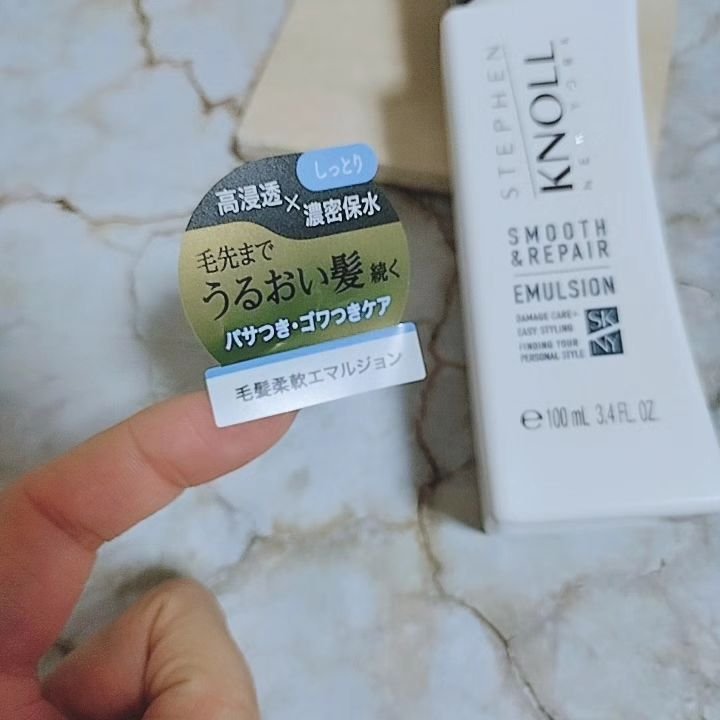 しっとり
高浸透×濃密保水
毛先まで
うるおい髪続く
パサつき・ゴワつきケア
毛髪柔軟エマルジョン
STEPHEN
KNOLL
NEW YORK
SMOOTH
&REPAIR
EMULSION
DAMAGE CARE+
EASY STYLING
FINDING YOUR
PERSONAL STYLE
SK
NY
℮100 mL 3.4 FL. OZ.